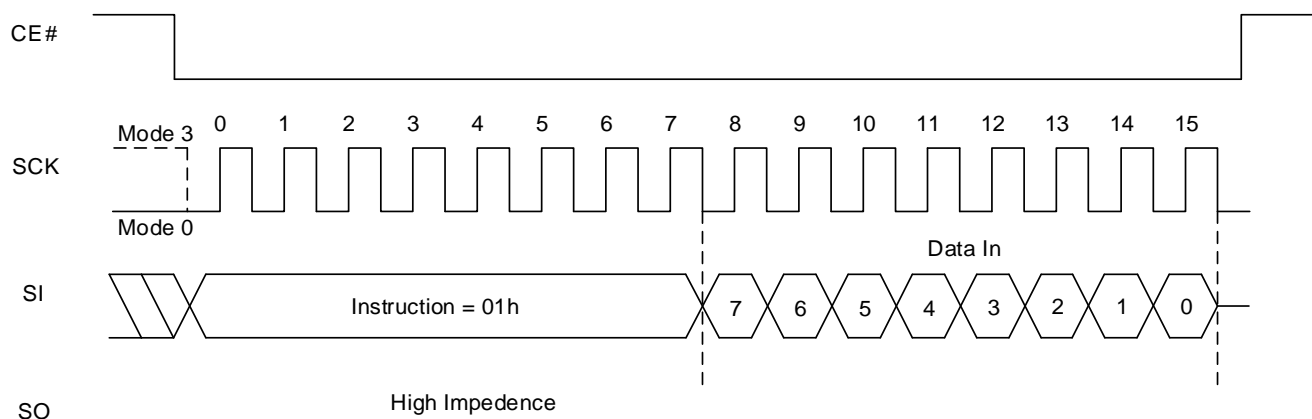 CE#
0 1 2 3 4 5 6 7 8 9 10 11 12 13 14 15
Mode 3
SCK
Mode 0
Data In
SI
Instruction = 01h
7 6 5 4 3 2 1 0
High Impedence
SO